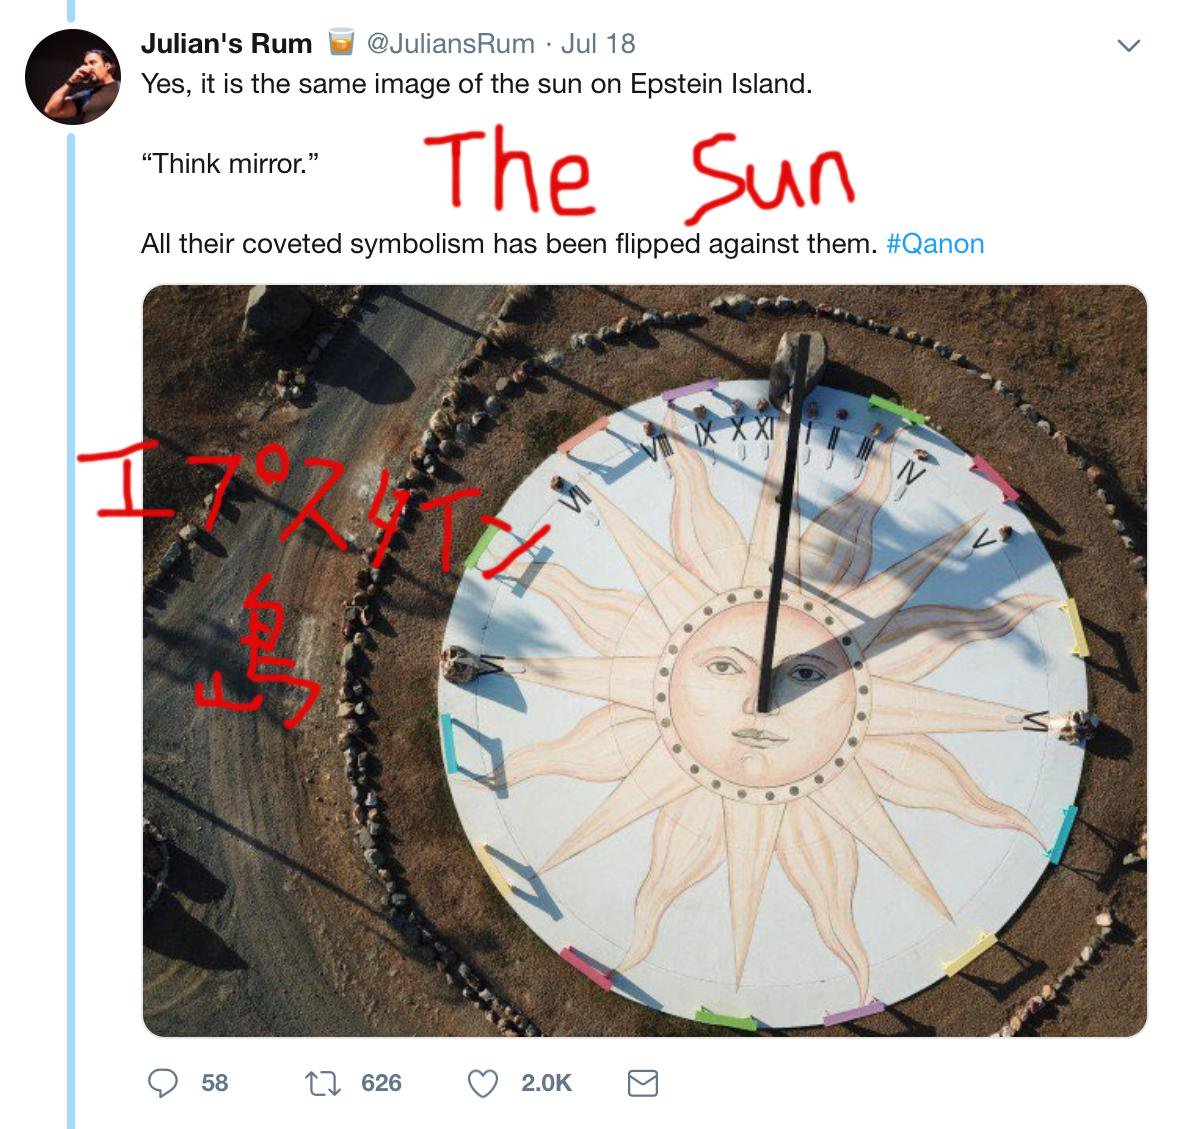 Julian's Rum 🥃 @JuliansRum · Jul 18
Yes, it is the same image of the sun on Epstein Island.
“Think mirror.”
The Sun
All their coveted symbolism has been flipped against them. #Qanon
VI VII VIII IX X XI I II III IV V VI
エプスタイン
島
58 626 2.0K